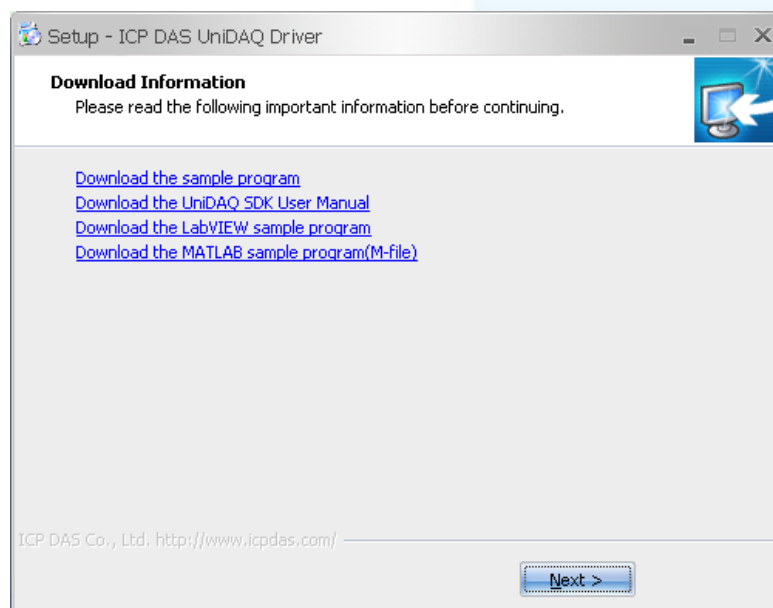 Setup - ICP DAS UniDAQ Driver
Download Information
Please read the following important information before continuing.
Download the sample program
Download the UniDAQ SDK User Manual
Download the LabVIEW sample program
Download the MATLAB sample program(M-file)
ICP DAS Co., Ltd. http://www.icpdas.com/
Next >